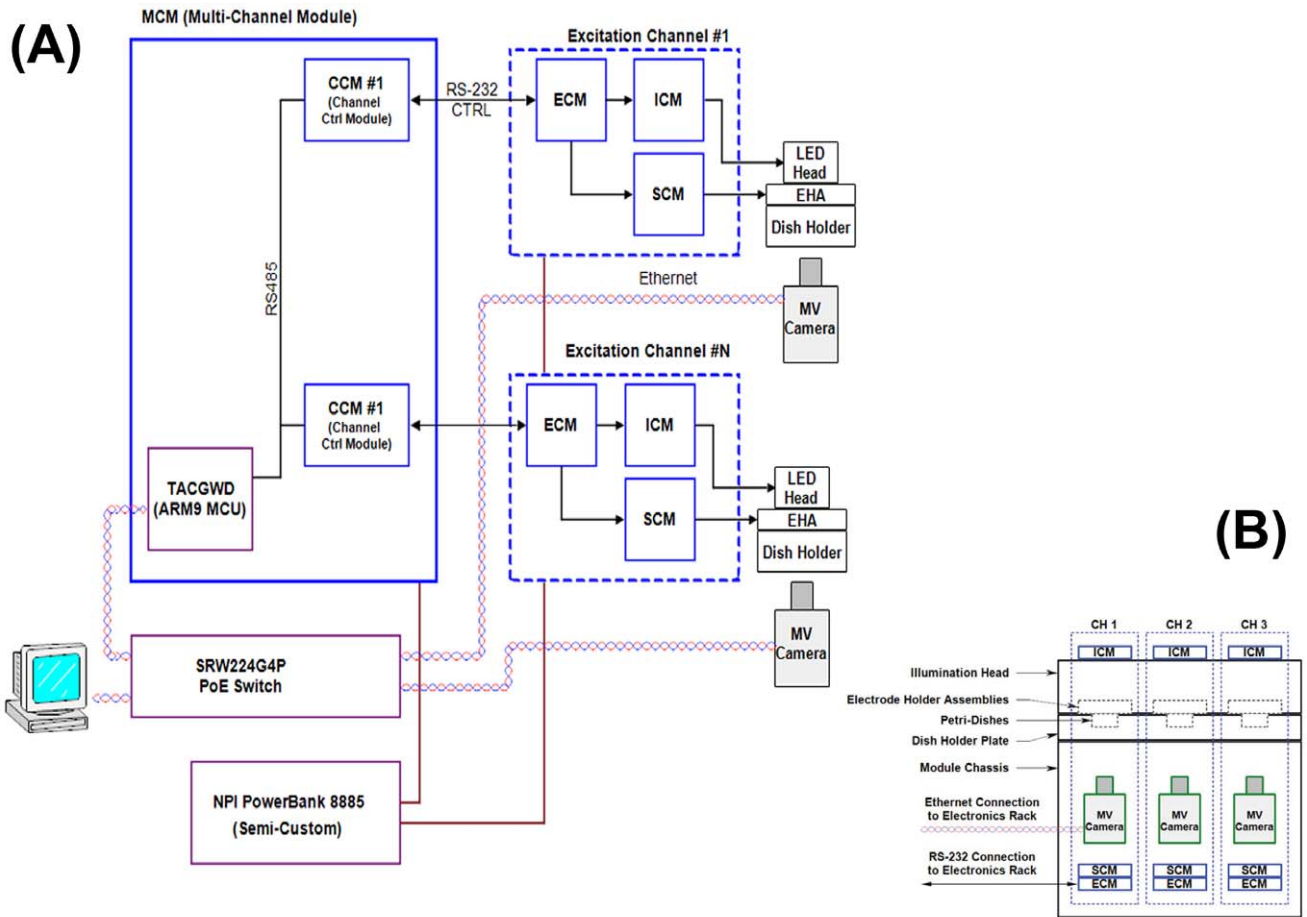 (A)
MCM (Multi-Channel Module)
CCM #1
(Channel
Ctrl Module)
RS-232
CTRL
RS485
CCM #1
(Channel
Ctrl Module)
TACGWD
(ARM9 MCU)
Excitation Channel #1
ECM
ICM
SCM
LED
Head
EHA
Dish Holder
Ethernet
MV
Camera
Excitation Channel #N
ECM
ICM
SCM
LED
Head
EHA
Dish Holder
MV
Camera
SRW224G4P
PoE Switch
NPI PowerBank 8885
(Semi-Custom)
(B)
CH 1
CH 2
CH 3
ICM
ICM
ICM
Illumination Head
Electrode Holder Assemblies
Petri-Dishes
Dish Holder Plate
Module Chassis
Ethernet Connection
to Electronics Rack
MV
Camera
MV
Camera
MV
Camera
RS-232 Connection
to Electronics Rack
SCM
ECM
SCM
ECM
SCM
ECM